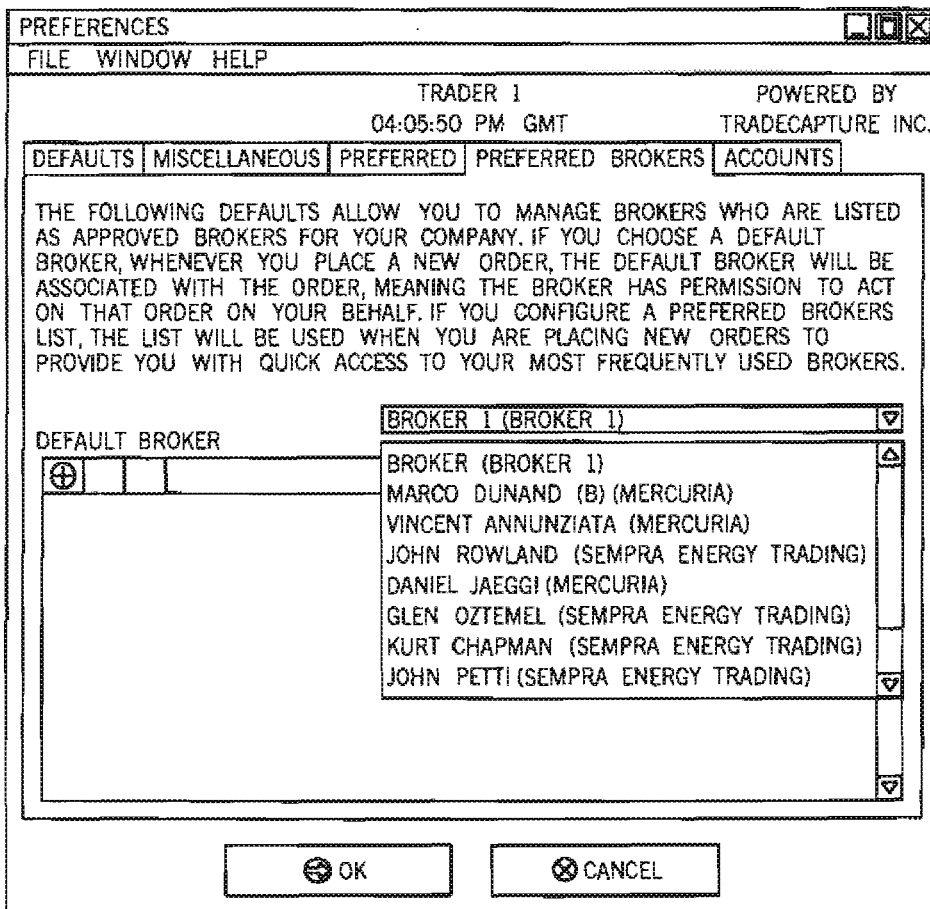 PREFERENCES
FILE WINDOW HELP
TRADER 1 POWERED BY
04:05:50 PM GMT TRADECAPTURE INC.
DEFAULTS MISCELLANEOUS PREFERRED PREFERRED BROKERS ACCOUNTS
THE FOLLOWING DEFAULTS ALLOW YOU TO MANAGE BROKERS WHO ARE LISTED
AS APPROVED BROKERS FOR YOUR COMPANY. IF YOU CHOOSE A DEFAULT
BROKER, WHENEVER YOU PLACE A NEW ORDER, THE DEFAULT BROKER WILL BE
ASSOCIATED WITH THE ORDER, MEANING THE BROKER HAS PERMISSION TO ACT
ON THAT ORDER ON YOUR BEHALF. IF YOU CONFIGURE A PREFERRED BROKERS
LIST, THE LIST WILL BE USED WHEN YOU ARE PLACING NEW ORDERS TO
PROVIDE YOU WITH QUICK ACCESS TO YOUR MOST FREQUENTLY USED BROKERS.
BROKER 1 (BROKER 1)
DEFAULT BROKER
BROKER (BROKER 1)
MARCO DUNAND (B) (MERCURIA)
VINCENT ANNUNZIATA (MERCURIA)
JOHN ROWLAND (SEMPRA ENERGY TRADING)
DANIEL JAEGGI (MERCURIA)
GLEN OZTEMEL (SEMPRA ENERGY TRADING)
KURT CHAPMAN (SEMPRA ENERGY TRADING)
JOHN PETTI (SEMPRA ENERGY TRADING)
OK CANCEL